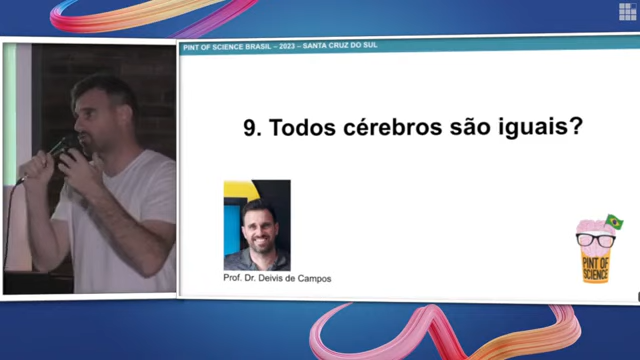 PINT OF SCIENCE BRASIL – 2023 – SANTA CRUZ DO SUL
9. Todos cérebros são iguais?
Prof. Dr. Deivis de Campos
PINT OF
SCIENCE